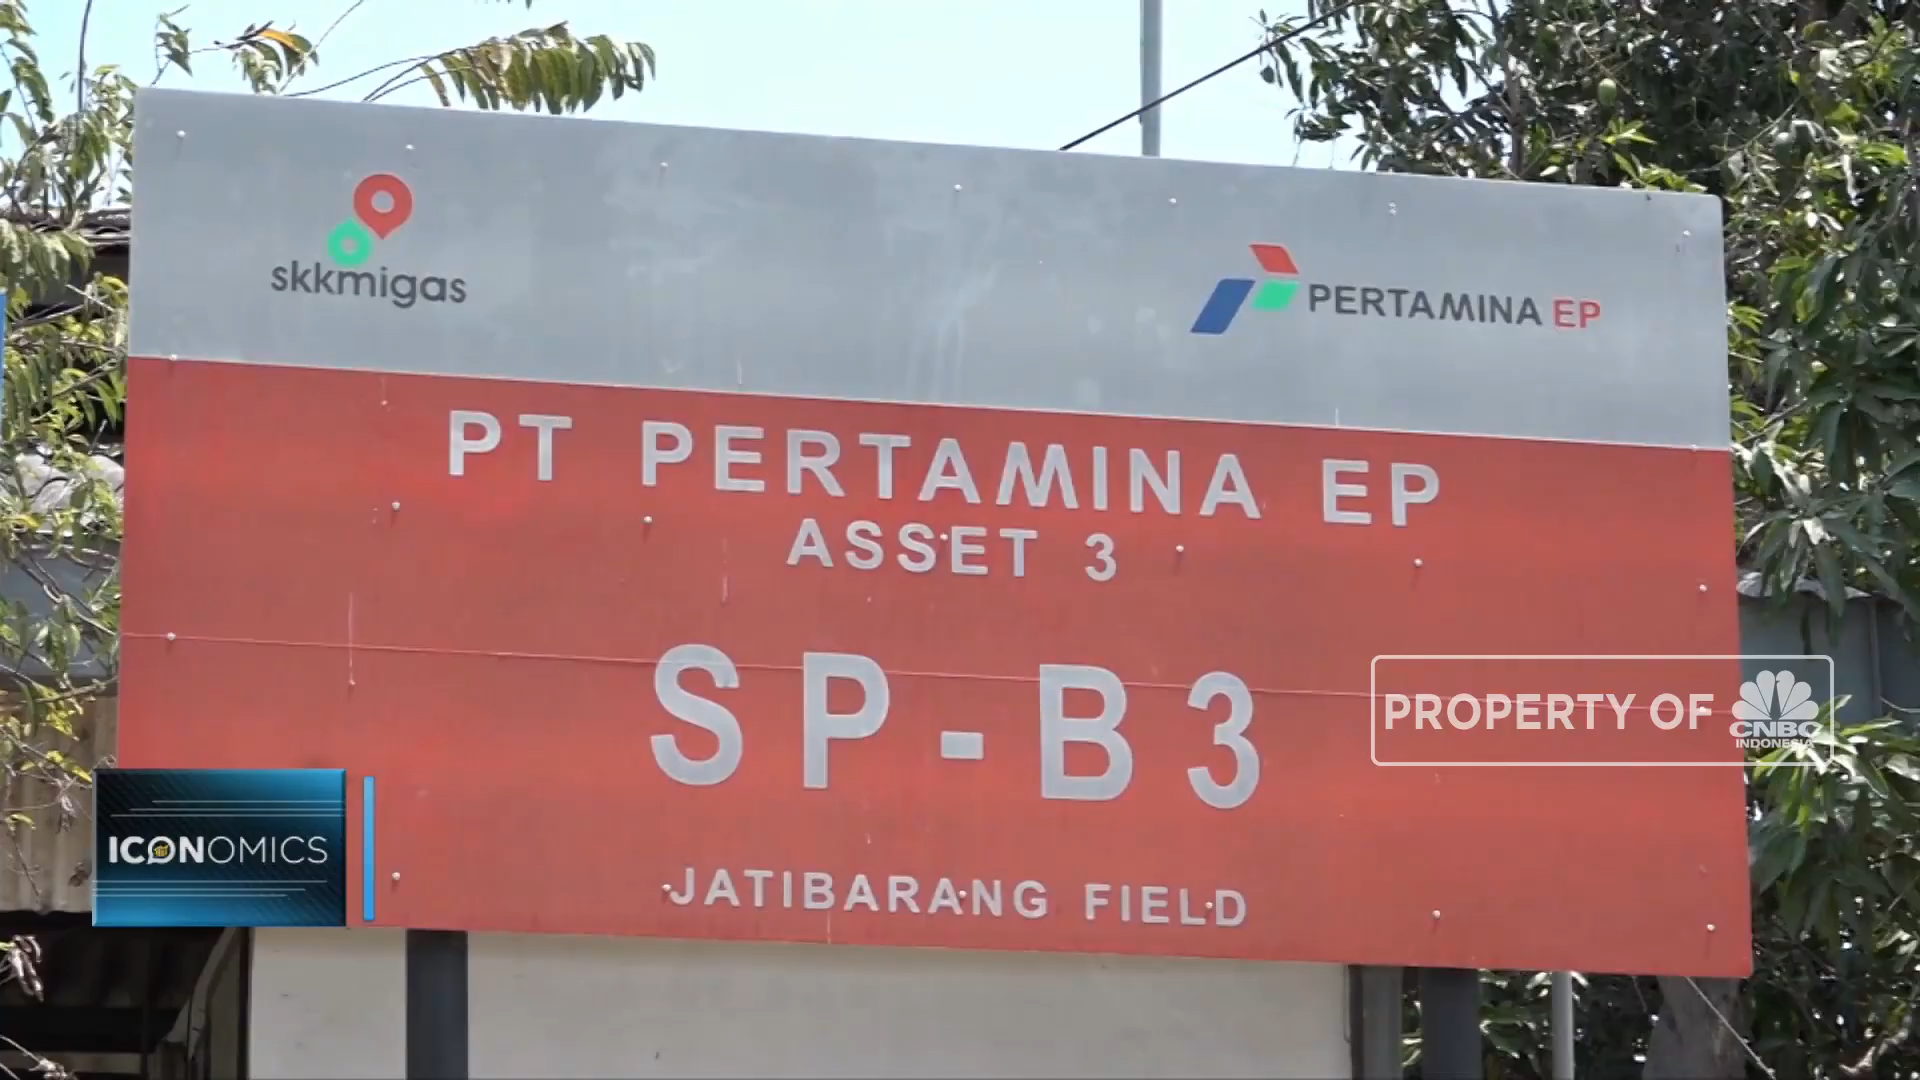 skkmigas
PERTAMINA EP
PT PERTAMINA EP
ASSET 3
SP-B3
JATIBARANG FIELD
PROPERTY OF CNBC INDONESIA
ICONOMICS